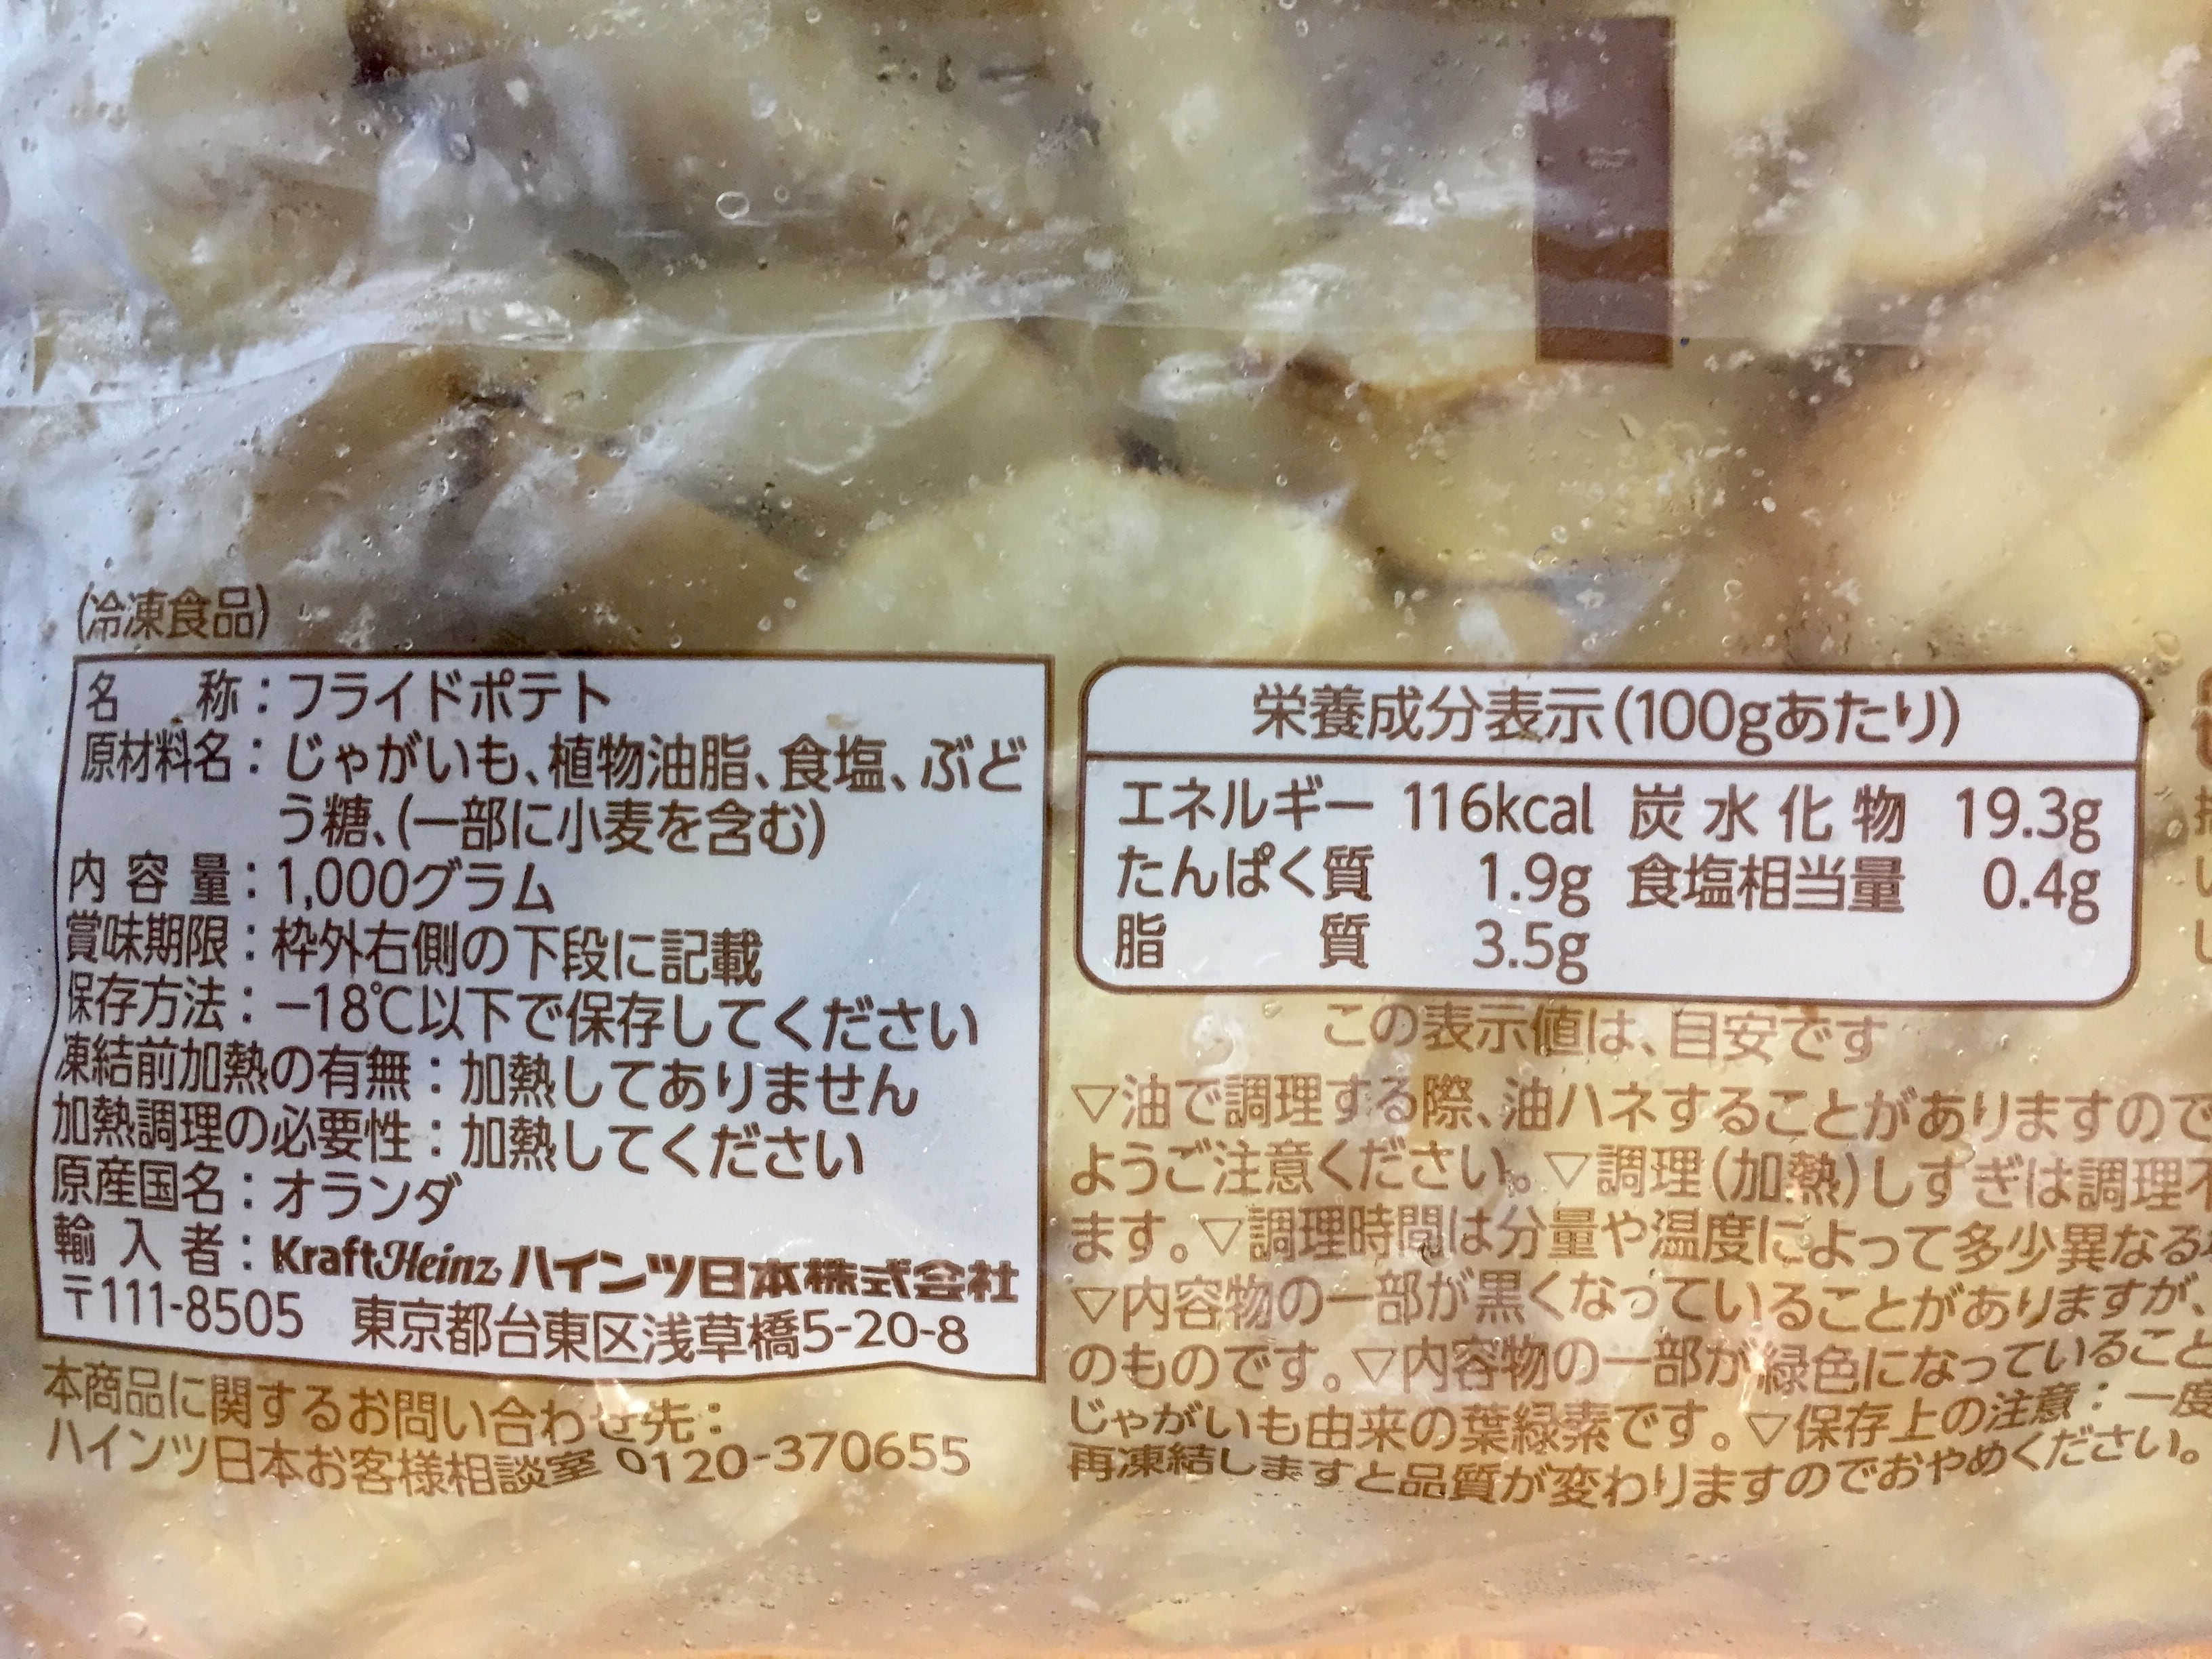 (冷凍食品)
名 称：フライドポテト
原材料名：じゃがいも、植物油脂、食塩、ぶど
う糖、(一部に小麦を含む)
内容量：1,000グラム
賞味期限：枠外右側の下段に記載
保存方法：−18℃以下で保存してください
凍結前加熱の有無：加熱してありません
加熱調理の必要性：加熱してください
原産国名：オランダ
輸入者：KraftHeinz ハインツ日本株式会社
〒111-8505 東京都台東区浅草橋5-20-8
本商品に関するお問い合わせ先：
ハインツ日本お客様相談室 0120-370655
栄養成分表示(100gあたり)
エネルギー 116kcal 炭水化物 19.3g
たんぱく質 1.9g 食塩相当量 0.4g
脂質 3.5g
この表示値は、目安です
▽油で調理する際、油ハネすることがありますので
ようご注意ください。▽調理(加熱)しすぎは調理
ます。▽調理時間は分量や温度によって多少異なる
▽内容物の一部が黒くなっていることがありますが、
のものです。▽内容物の一部が緑色になっていること
じゃがいも由来の葉緑素です。▽保存上の注意：一度
再凍結しますと品質が変わりますのでおやめください。